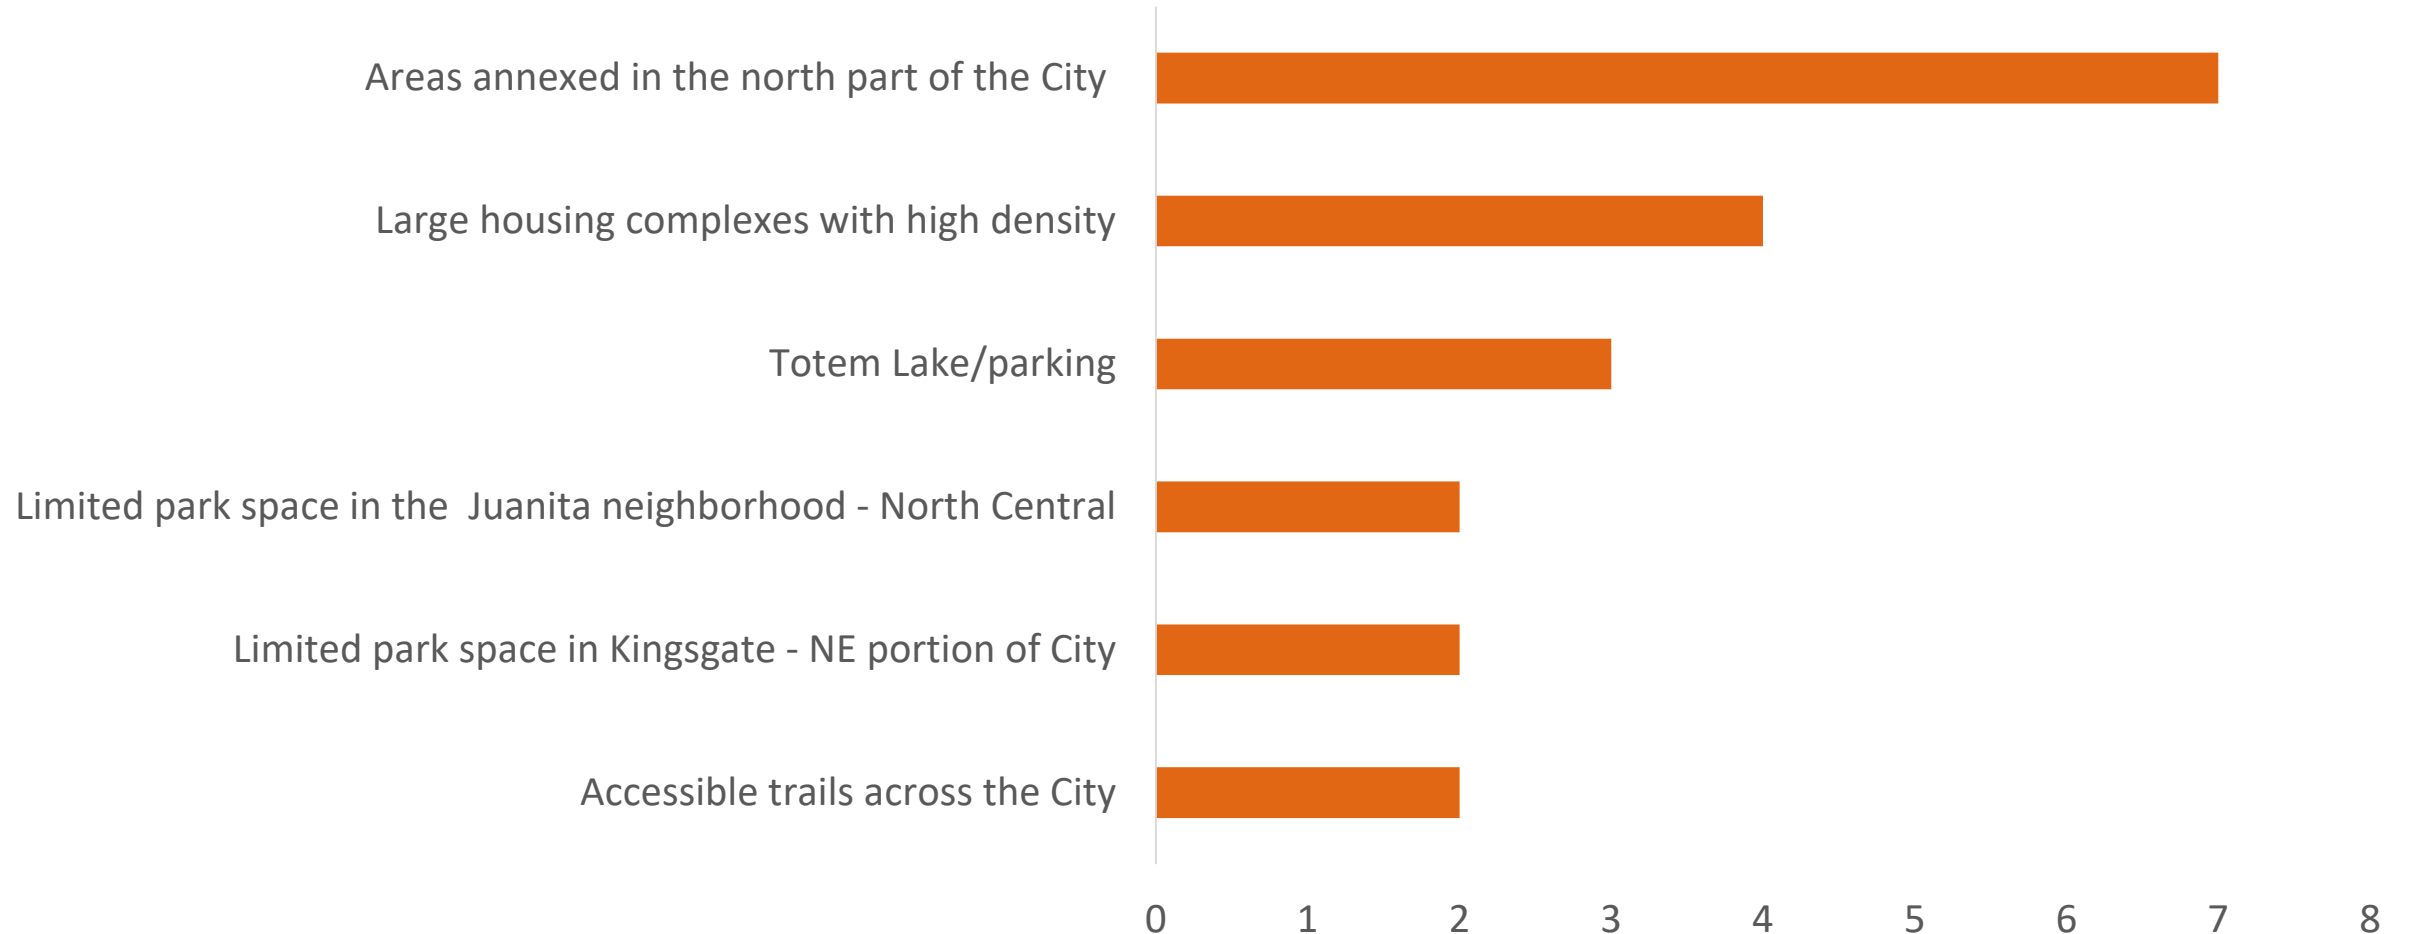 Areas annexed in the north part of the City
Large housing complexes with high density
Totem Lake/parking
Limited park space in the  Juanita neighborhood - North Central
Limited park space in Kingsgate - NE portion of City
Accessible trails across the City
0 1 2 3 4 5 6 7 8